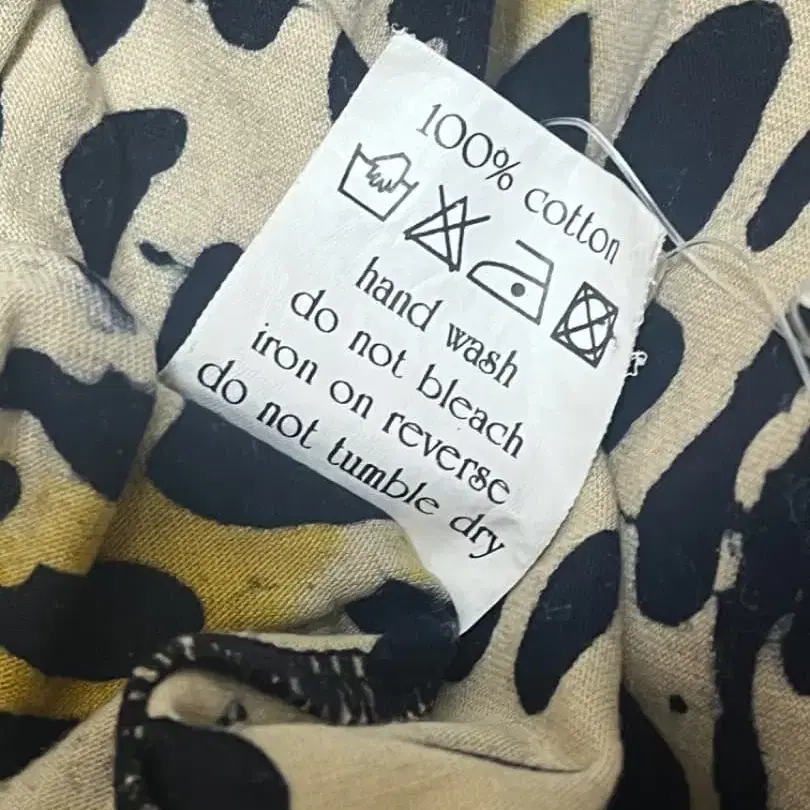 100% cotton
hand wash
do not bleach
iron on reverse
do not tumble dry